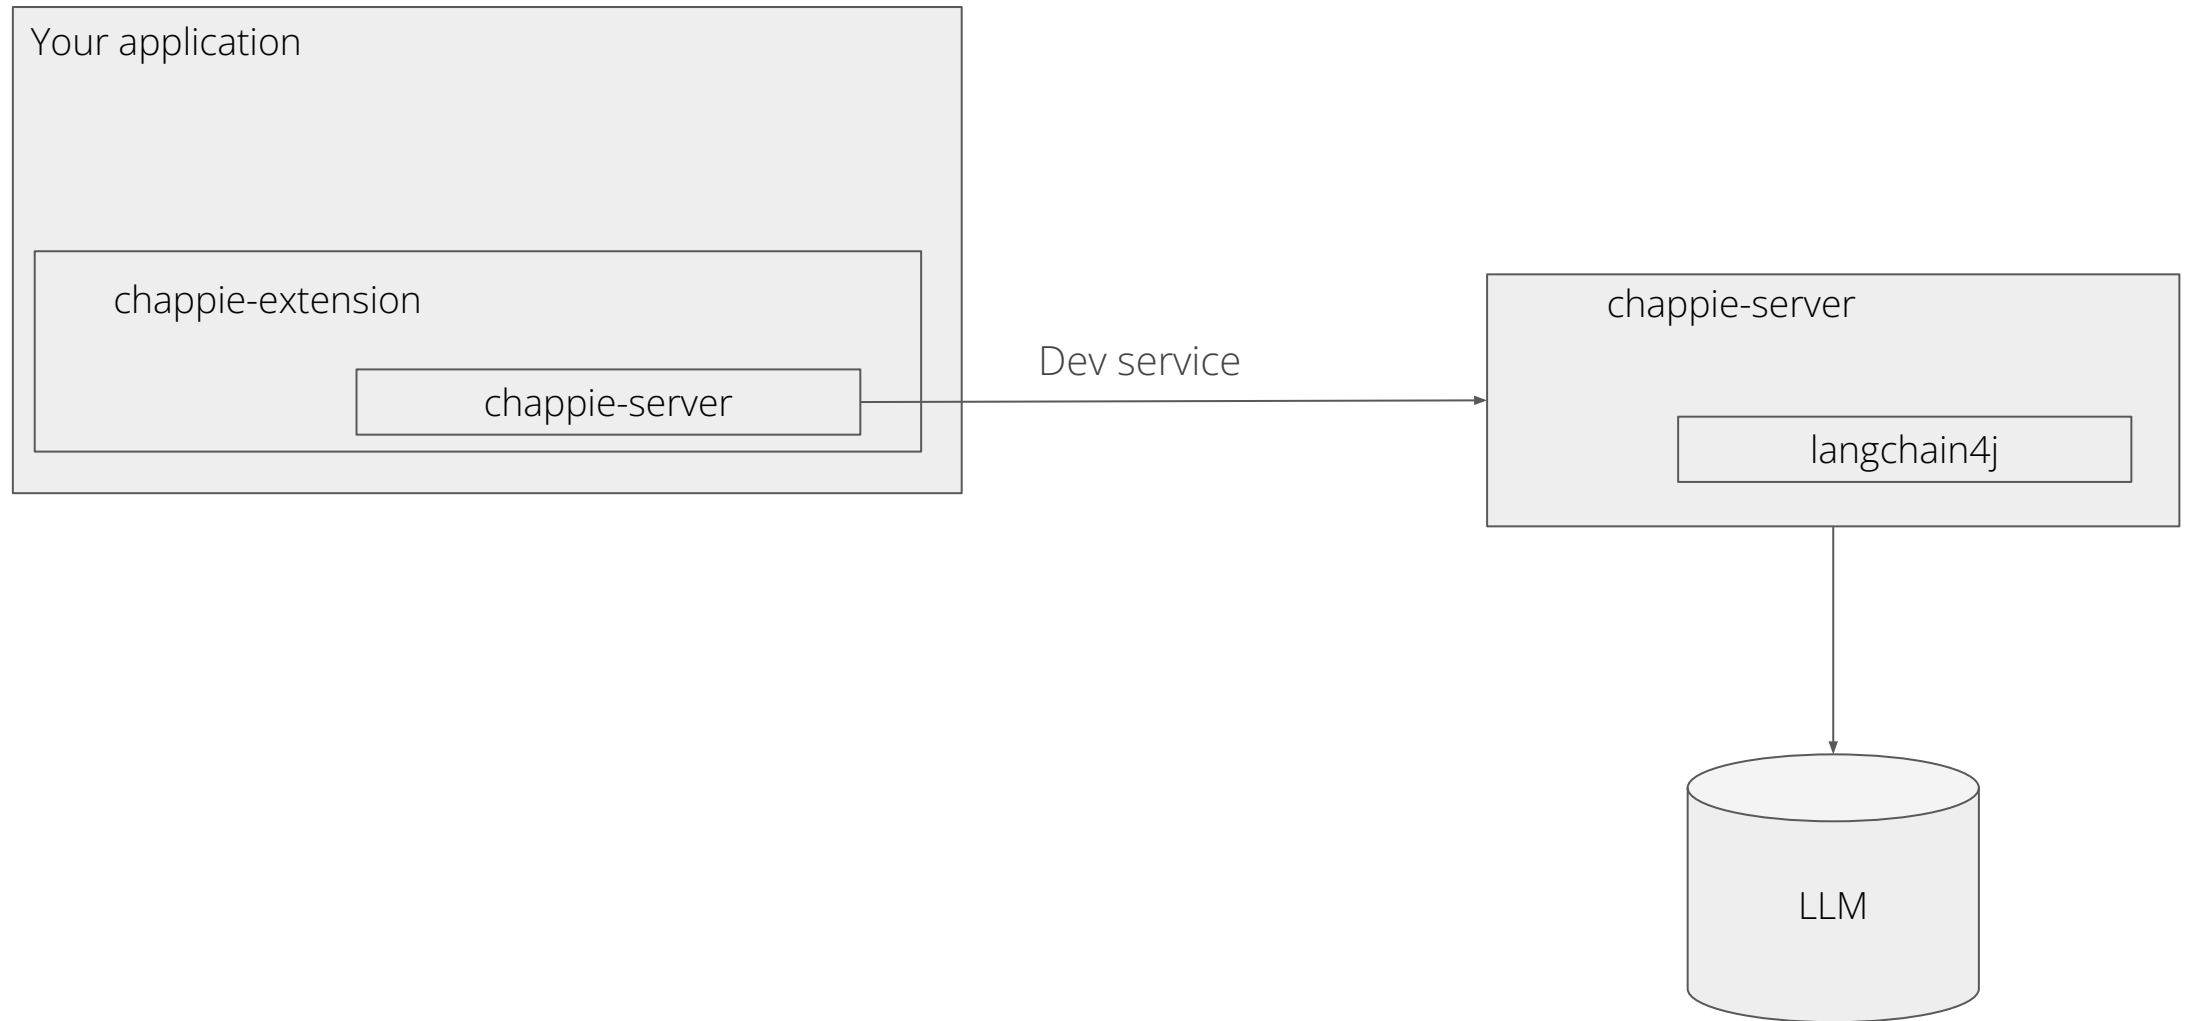 Your application
chappie-extension
chappie-server
Dev service
chappie-server
langchain4j
LLM